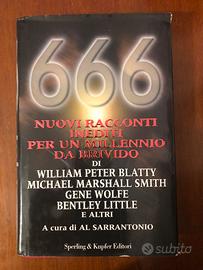 666
NUOVI RACCONTI
INEDITI
PER UN MILLENNIO
DA BRIVIDO
DI
WILLIAM PETER BLATTY
MICHAEL MARSHALL SMITH
GENE WOLFE
BENTLEY LITTLE
E ALTRI
A cura di AL SARRANTONIO
Sperling & Kupfer Editori
subito